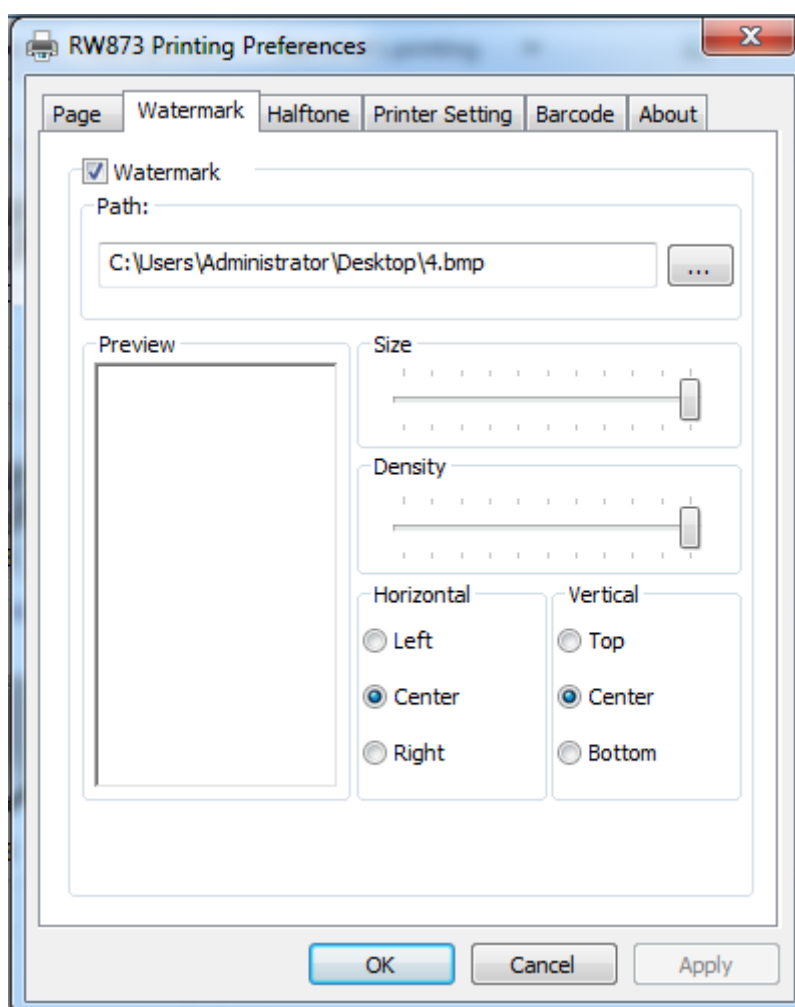 RW873 Printing Preferences
Page Watermark Halftone Printer Setting Barcode About
Watermark
Path:
C:\Users\Administrator\Desktop\4.bmp
...
Preview
Size
Density
Horizontal
Vertical
Left
Top
Center
Center
Right
Bottom
OK Cancel Apply